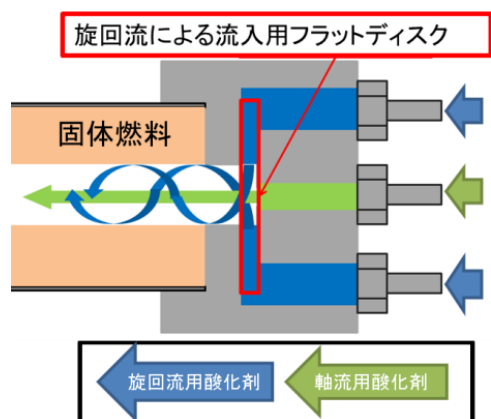 旋回流による流入用フラットディスク
固体燃料
旋回流用酸化剤
軸流用酸化剤